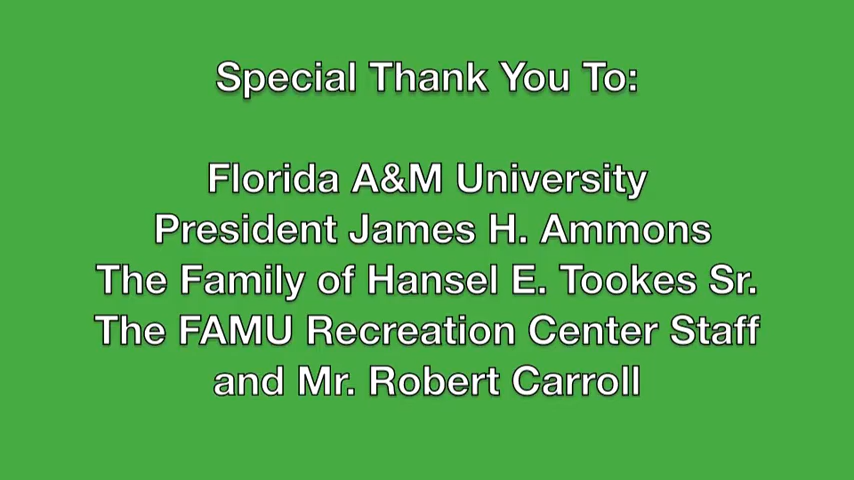 Special Thank You To:
Florida A&M University
President James H. Ammons
The Family of Hansel E. Tookes Sr.
The FAMU Recreation Center Staff
and Mr. Robert Carroll